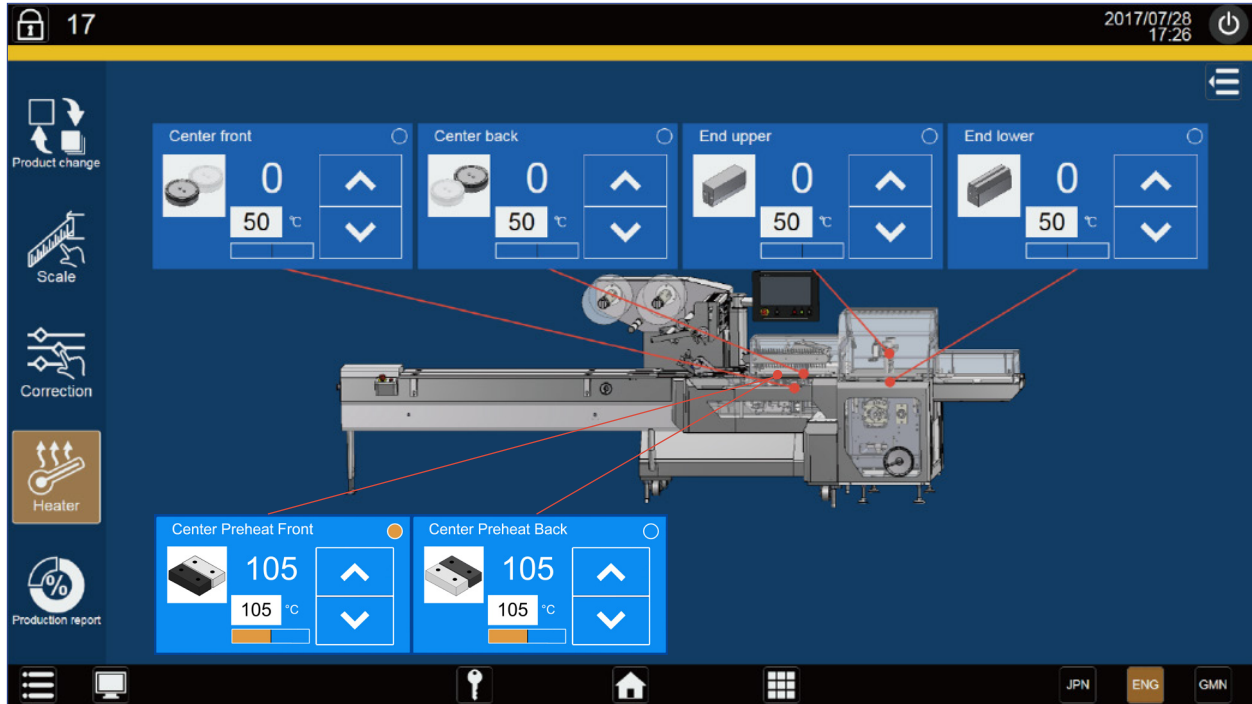 17
2017/07/28
17:26
Product change
Scale
Correction
Heater
Production report
Center front
0
50 ℃
Center back
0
50 ℃
End upper
0
50 ℃
End lower
0
50 ℃
Center Preheat Front
105
105 °C
Center Preheat Back
105
105 °C
JPN
ENG
GMN